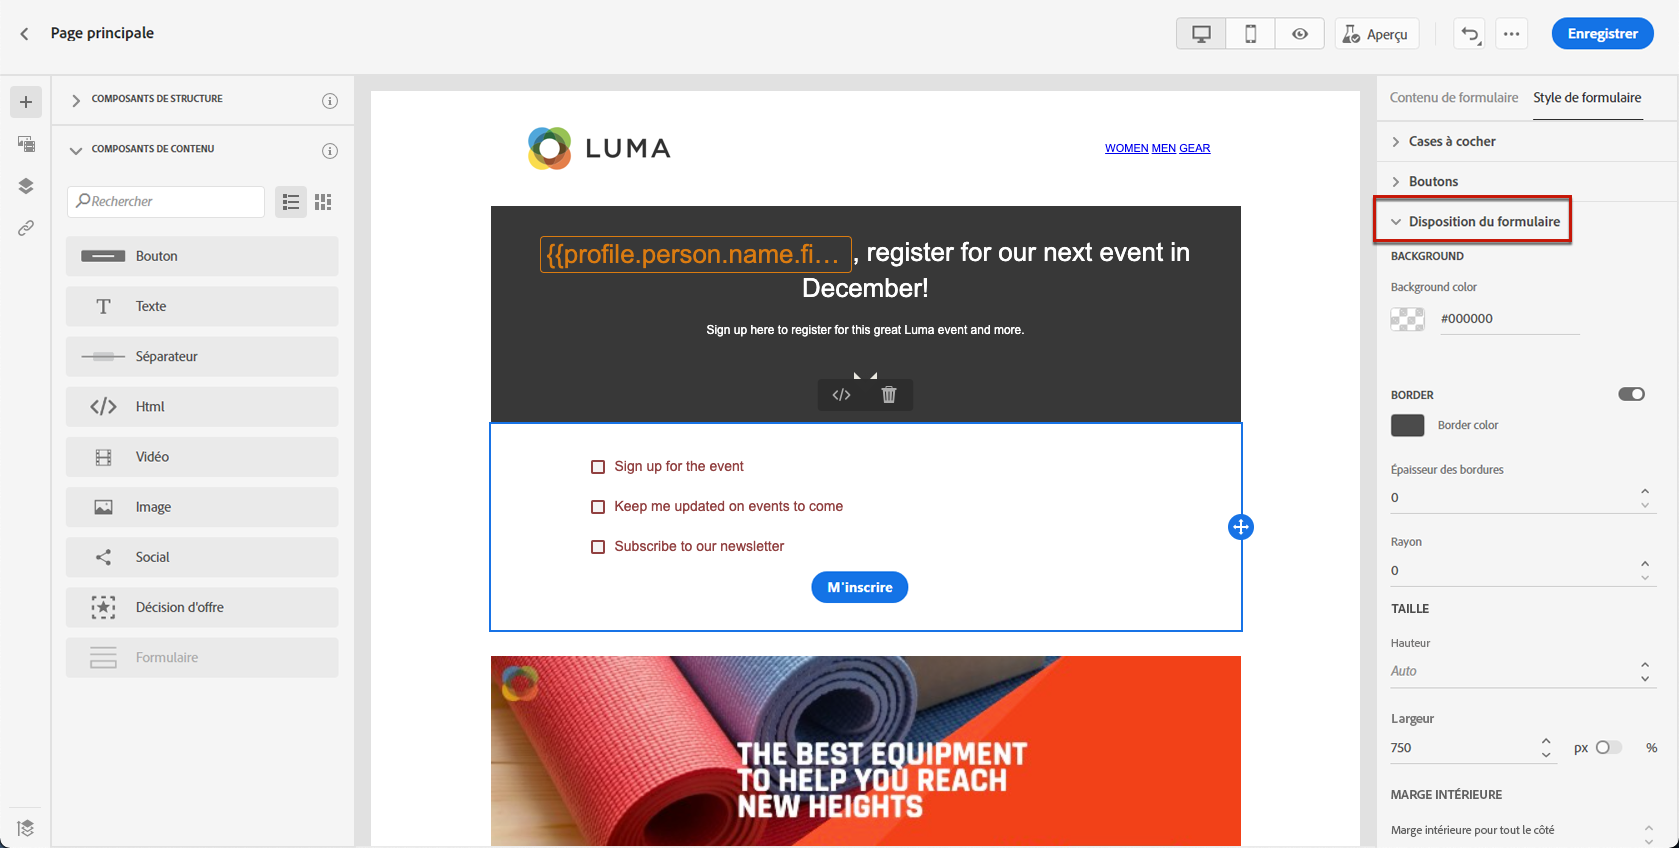 Page principale
Aperçu
Enregistrer
COMPOSANTS DE STRUCTURE
COMPOSANTS DE CONTENU
Rechercher
Bouton
Texte
Séparateur
Html
Vidéo
Image
Social
Décision d'offre
Formulaire
LUMA
WOMEN MEN GEAR
{{profile.person.name.fi... , register for our next event in
December!
Sign up here to register for this great Luma event and more.
Sign up for the event
Keep me updated on events to come
Subscribe to our newsletter
M'inscrire
THE BEST EQUIPMENT
TO HELP YOU REACH
NEW HEIGHTS
Contenu de formulaire Style de formulaire
Cases à cocher
Boutons
Disposition du formulaire
BACKGROUND
Background color
#000000
BORDER
Border color
Épaisseur des bordures
0
Rayon
0
TAILLE
Hauteur
Auto
Largeur
750 px %
MARGE INTÉRIEURE
Marge intérieure pour tout le côté